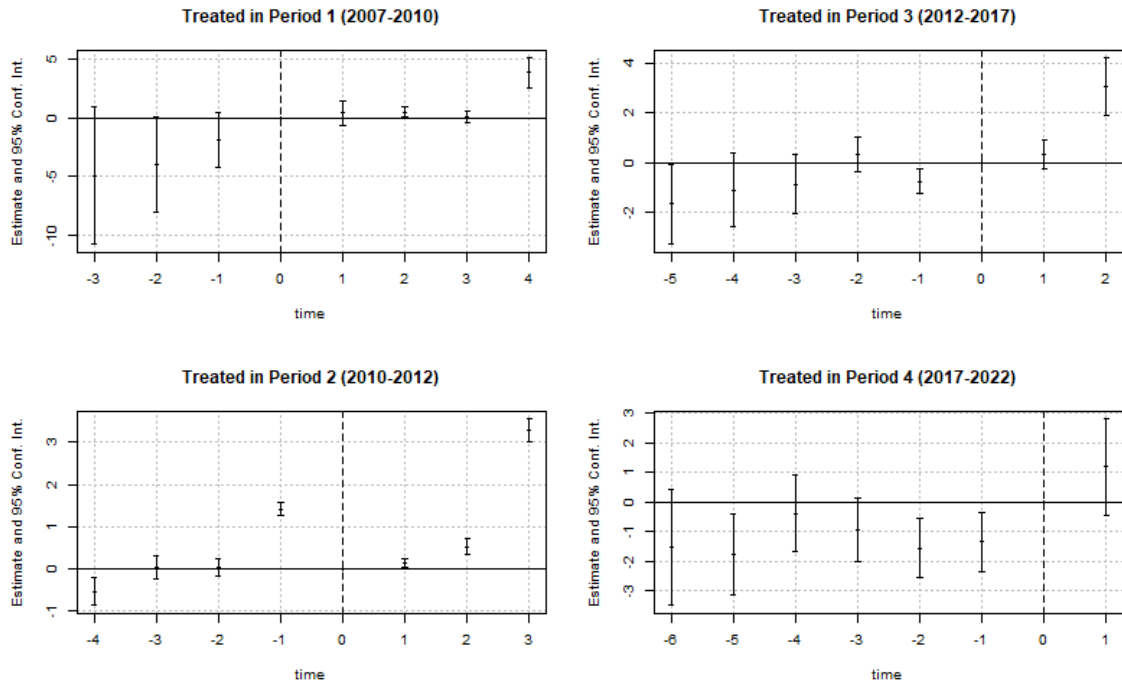 Treated in Period 1 (2007-2010)
Estimate and 95% Conf. Int.
5
0
-5
-10
-3 -2 -1 0 1 2 3 4
time
Treated in Period 3 (2012-2017)
Estimate and 95% Conf. Int.
4
2
0
-2
-5 -4 -3 -2 -1 0 1 2
time
Treated in Period 2 (2010-2012)
Estimate and 95% Conf. Int.
3
2
1
0
-1
-4 -3 -2 -1 0 1 2 3
time
Treated in Period 4 (2017-2022)
Estimate and 95% Conf. Int.
3
2
1
0
-1
-2
-3
-6 -5 -4 -3 -2 -1 0 1
time